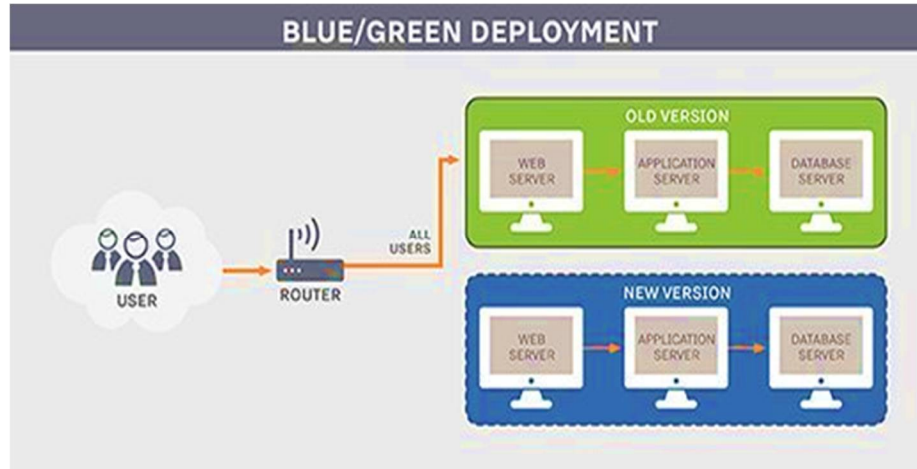 BLUE/GREEN DEPLOYMENT
USER
ROUTER
ALL
USERS
OLD VERSION
WEB
SERVER
APPLICATION
SERVER
DATABASE
SERVER
NEW VERSION
WEB
SERVER
APPLICATION
SERVER
DATABASE
SERVER